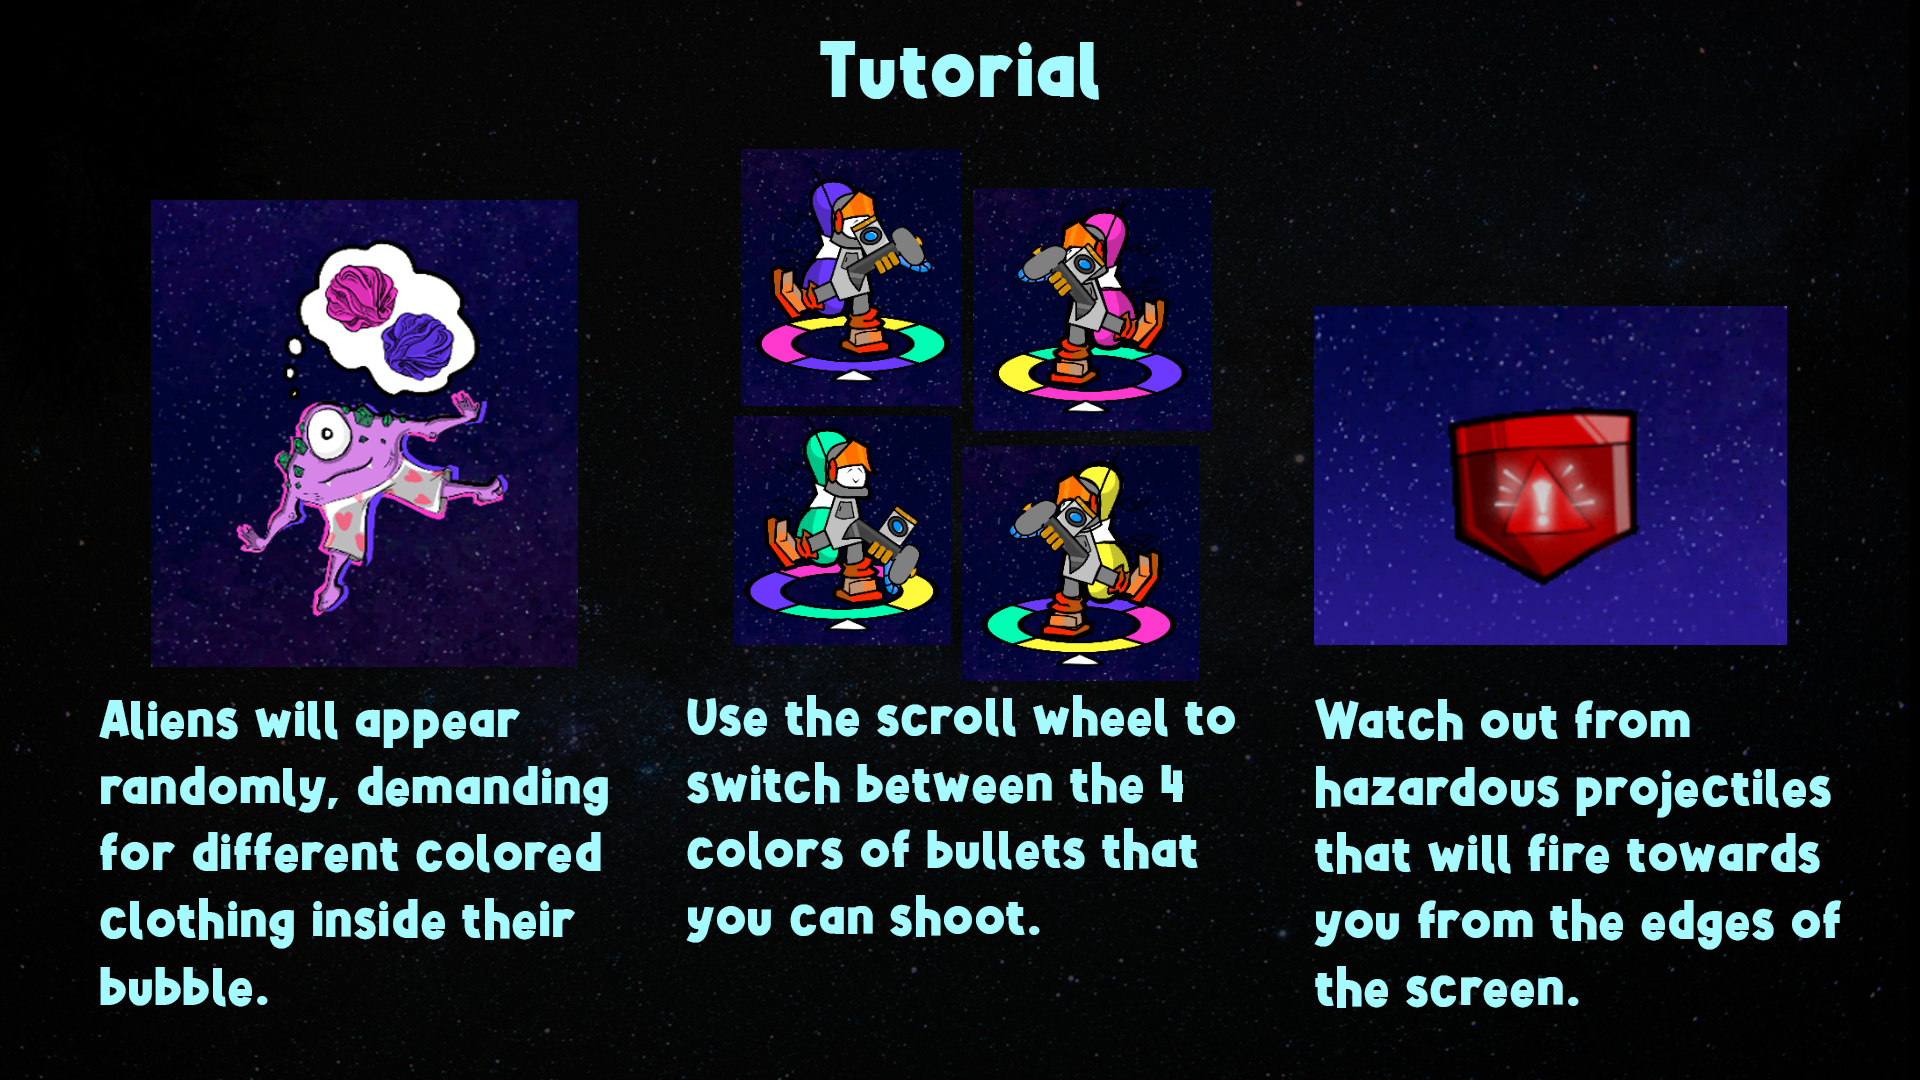 Tutorial
Aliens will appear
randomly, demanding
for different colored
clothing inside their
bubble.
Use the scroll wheel to
switch between the 4
colors of bullets that
you can shoot.
Watch out from
hazardous projectiles
that will fire towards
you from the edges of
the screen.